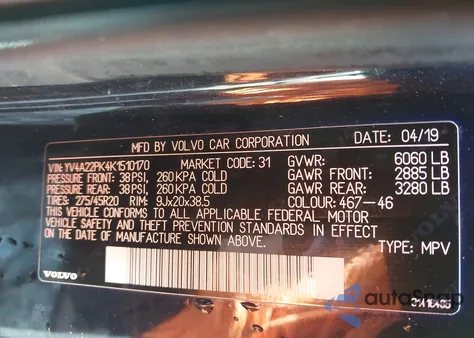 MFD BY VOLVO CAR CORPORATION DATE: 04/19
VIN: YV4A22PK4K1510170 MARKET CODE: 31 GVWR: 6060 LB
PRESSURE FRONT: 38 PSI, 260 KPA COLD GAWR FRONT: 2885 LB
PRESSURE REAR: 38 PSI, 260 KPA COLD GAWR REAR: 3280 LB
TIRES: 275/45R20 RIM: 9Jx20x38.5 COLOUR: 467-46
THIS VEHICLE CONFORMS TO ALL APPLICABLE FEDERAL MOTOR
VEHICLE SAFETY AND THEFT PREVENTION STANDARDS IN EFFECT
ON THE DATE OF MANUFACTURE SHOWN ABOVE.
TYPE: MPV
VOLVO
autosnap